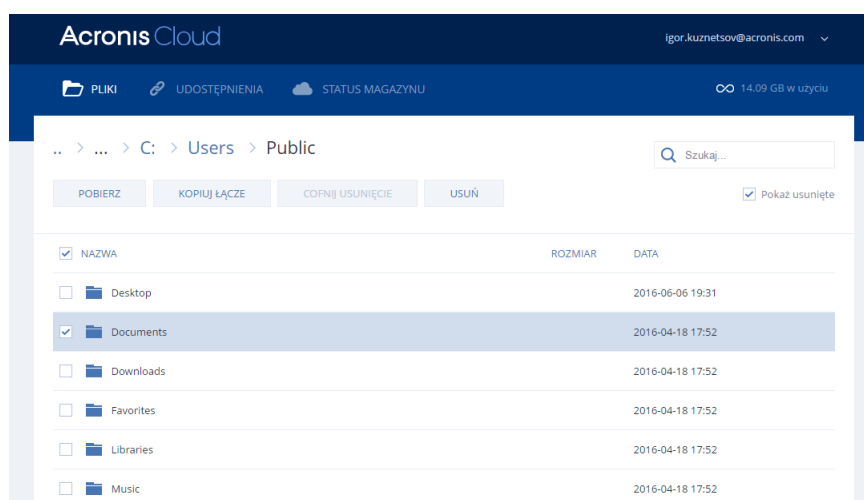 Acronis Cloud
igor.kuznetsov@acronis.com
PLIKI UDOSTĘPNIENIA STATUS MAGAZYNU 14.09 GB w użyciu
.. > ... > C: > Users > Public
Szukaj...
POBIERZ KOPIUJ ŁĄCZE COFNIJ USUNIĘCIE USUŃ Pokaż usunięte
NAZWA ROZMIAR DATA
Desktop 2016-06-06 19:31
Documents 2016-04-18 17:52
Downloads 2016-04-18 17:52
Favorites 2016-04-18 17:52
Libraries 2016-04-18 17:52
Music 2016-04-18 17:52